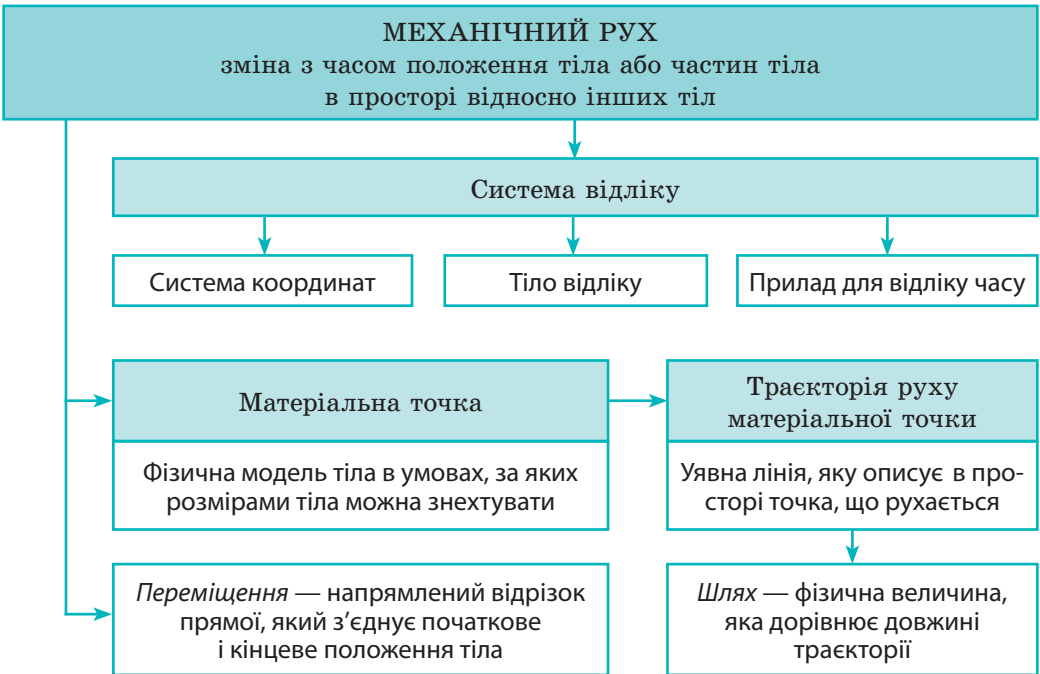 МЕХАНІЧНИЙ РУХ
зміна з часом положення тіла або частин тіла
в просторі відносно інших тіл
Система відліку
Система координат
Тіло відліку
Прилад для відліку часу
Матеріальна точка
Фізична модель тіла в умовах, за яких
розмірами тіла можна знехтувати
Траєкторія руху
матеріальної точки
Уявна лінія, яку описує в про-
сторі точка, що рухається
Переміщення — напрямлений відрізок
прямої, який з’єднує початкове
і кінцеве положення тіла
Шлях — фізична величина,
яка дорівнює довжині
траєкторії